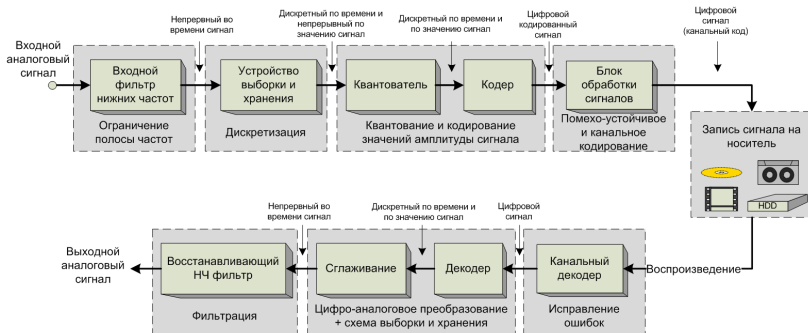 Непрервный во
времени сигнал
Дискретный по времени и
непрерывный по
значению сигнал
Дискретный по времени и
по значению сигнал
Цифровой
кодированный
сигнал
Цифровой
сигнал
(канальный код)
Входной
аналоговый
сигнал
Входной
фильтр
нижних частот
Ограничение
полосы частот
Устройство
выборки и
хранения
Дискретизация
Квантователь
Кодер
Квантование и кодирование
значений амплитуды сигнала
Блок
обработки
сигналов
Помехо-устойчивое
и канальное
кодирование
Запись сигнала на
носитель
HDD
Непрервный во
времени сигнал
Дискретный по времени и
по значению сигнал
Цифровой
сигнал
Выходной
аналоговый
сигнал
Восстанавливающий
НЧ фильтр
Фильтрация
Сглаживание
Декодер
Цифро-аналоговое преобразование
+ схема выборки и хранения
Канальный
декодер
Исправление
ошибок
Воспроизведение